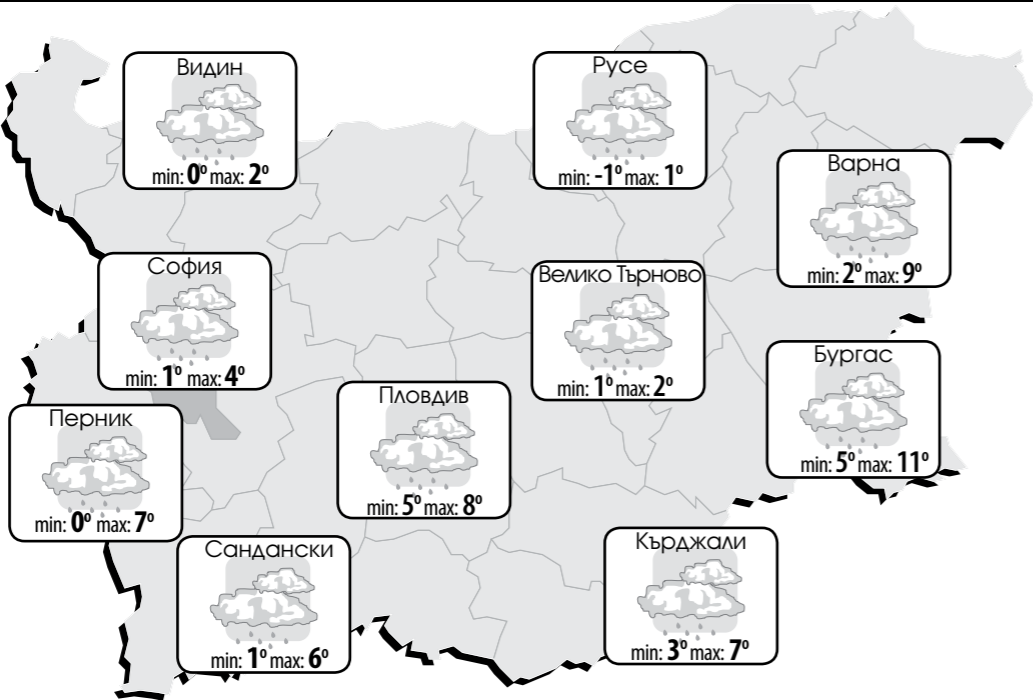 Видин
min: 0º max: 2º
Русе
min: -1º max: 1º
Варна
min: 2º max: 9º
София
min: 1º max: 4º
Велико Търново
min: 1º max: 2º
Бургас
min: 5º max: 11º
Перник
min: 0º max: 7º
Пловдив
min: 5º max: 8º
Сандански
min: 1º max: 6º
Кърджали
min: 3º max: 7º